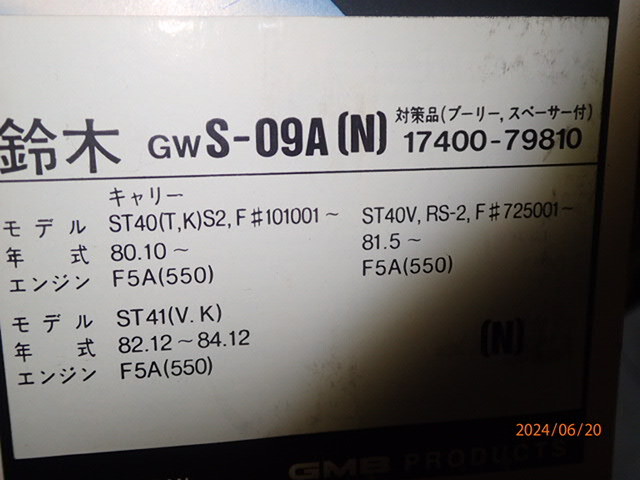 対策品(プーリー,スペーサー付)
鈴木 GWS-09A(N) 17400-79810
キャリー
モデル ST40(T,K)S2,F♯101001~ ST40V,RS-2,F♯725001~
年式 80.10~ 81.5~
エンジン F5A(550) F5A(550)
モデル ST41(V.K)
年式 82.12~84.12
エンジン F5A(550)
(N)
2024/06/20
GMB PRODUCTS